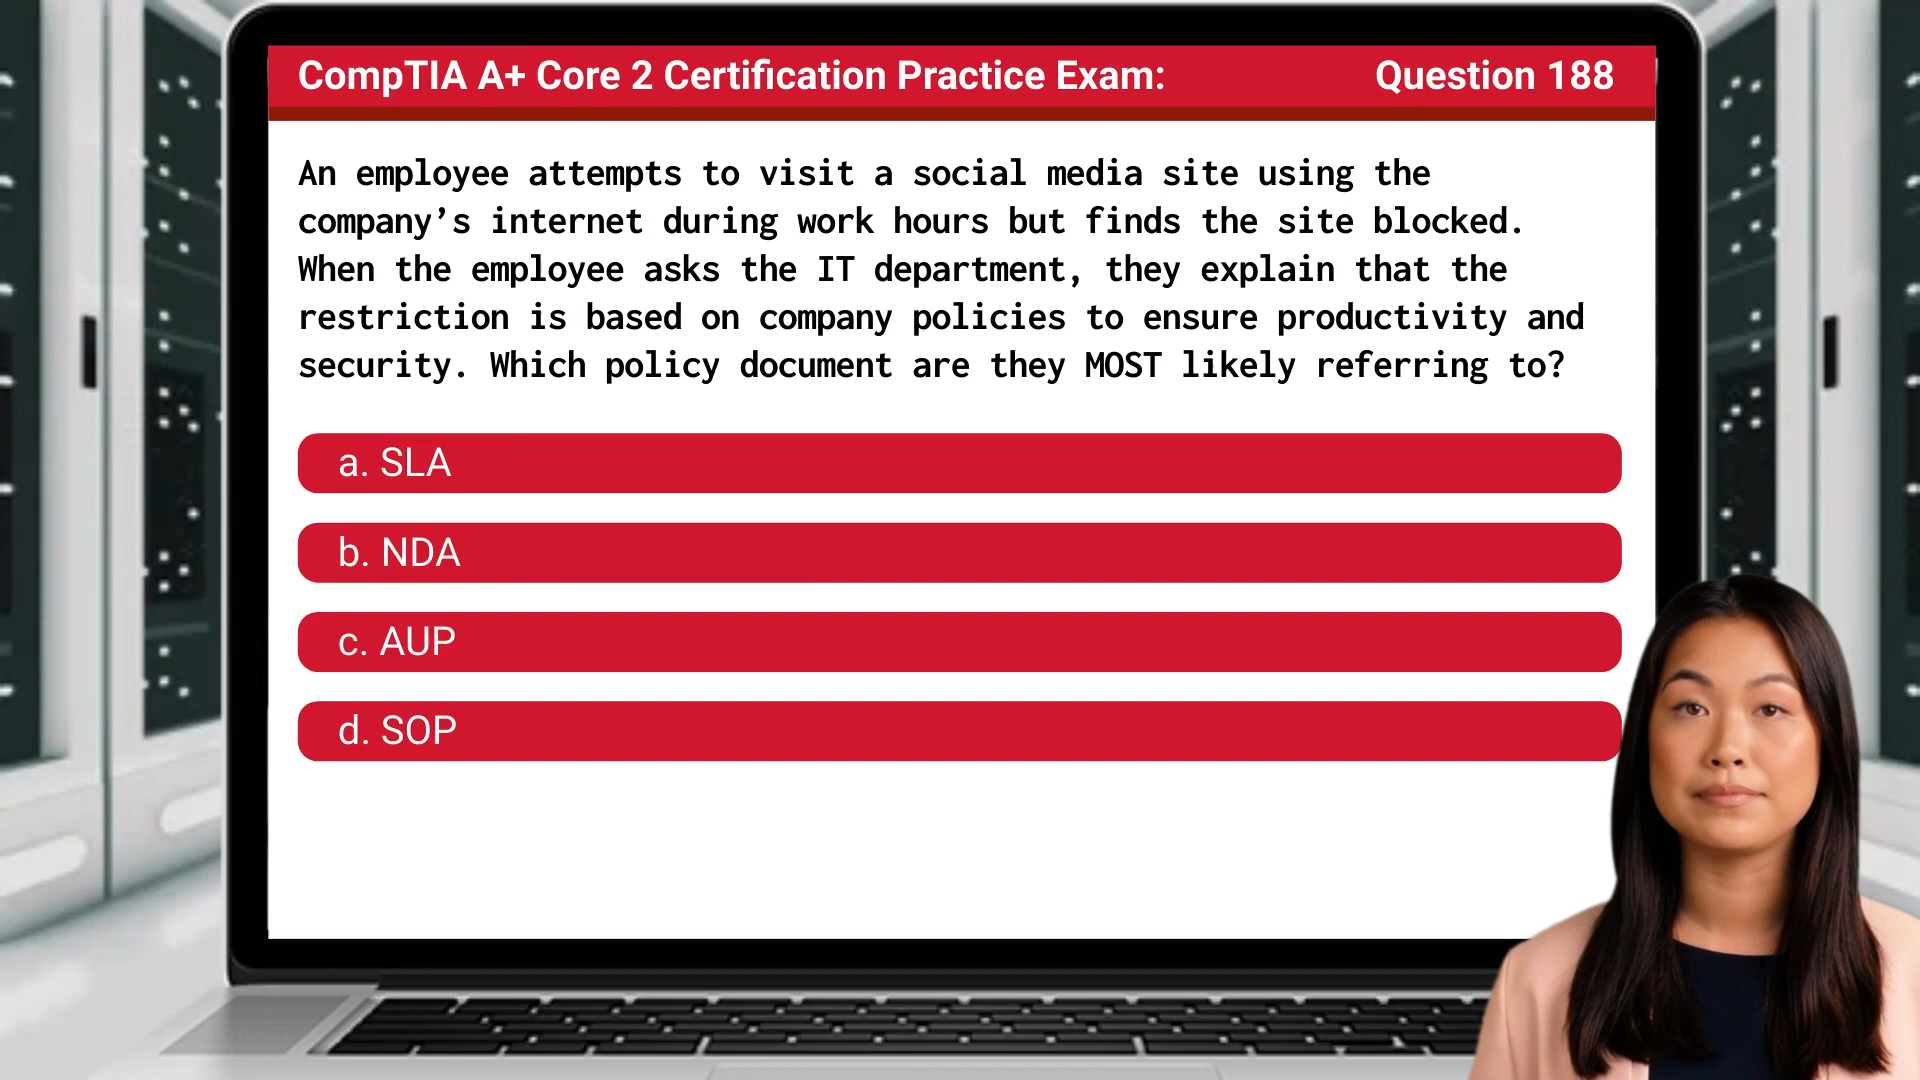 CompTIA A+ Core 2 Certification Practice Exam: Question 188
An employee attempts to visit a social media site using the
company’s internet during work hours but finds the site blocked.
When the employee asks the IT department, they explain that the
restriction is based on company policies to ensure productivity and
security. Which policy document are they MOST likely referring to?
a. SLA
b. NDA
c. AUP
d. SOP